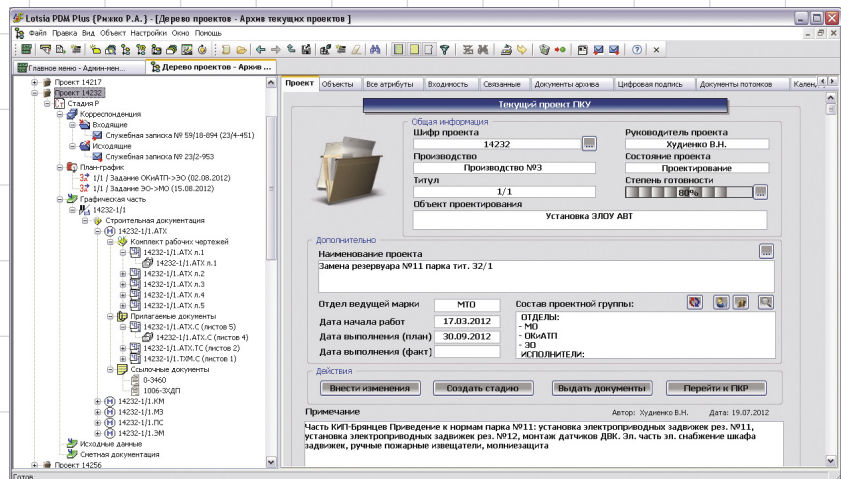 Lotsia PDM Plus {Рижко Р.А.} - [Дерево проектов - Архив текущих проектов ]
Файл Правка Вид Объект Настройки Окно Помощь
Главное меню - Админ-мен...
Дерево проектов - Архив ...
Проект 14217
Проект 14232
Стадия Р
Корреспонденция
Входящие
Служебная записка № 59/18-894 (23/4-451)
Исходящие
Служебная записка № 23/2-953
План-график
1/1 / Задание ОКиАТП->ЭО (02.08.2012)
1/1 / Задание ЭО->МО (15.08.2012)
Графическая часть
14232-1/1
Строительная документация
14232-1/1.АТХ
Комплект рабочих чертежей
14232-1/1.АТХ л.1
14232-1/1.АТХ л.1
14232-1/1.АТХ л.2
14232-1/1.АТХ л.3
14232-1/1.АТХ л.4
14232-1/1.АТХ л.5
Прилагаемые документы
14232-1/1.АТХ.С (листов 5)
14232-1/1.АТХ.С (листов 4)
14232-1/1.АТХ.ТС (листов 2)
14232-1/1.ТХМ.С (листов 1)
Ссылочные документы
0-3460
1006-ЭХДП
14232-1/1.КМ
14232-1/1.МЗ
14232-1/1.ПС
14232-1/1.ЭМ
Исходные данные
Сметная документация
Проект 14256
Готов
Проект Объекты Все атрибуты Входимость Связанные Документы архива Цифровая подпись Документы потомков Кален,
Текущий проект ПКУ
Общая информация
Шифр проекта
14232
Руководитель проекта
Худиенко В.Н.
Производство
Производство №3
Состояние проекта
Проектирование
Титул
1/1
Степень готовности
80%
Объект проектирования
Установка ЭЛОУ АВТ
Дополнительно
Наименование проекта
Замена резервуара №11 парка тит. 32/1
Отдел ведущей марки МТО
Дата начала работ 17.03.2012
Дата выполнения (план) 30.09.2012
Дата выполнения (факт)
Состав проектной группы:
ОТДЕЛЫ:
- МО
- ОКиАТП
- ЭО
ИСПОЛНИТЕЛИ:
Действия
Внести изменения Создать стадию Выдать документы Перейти к ПКР
Примечание
Автор: Худиенко В.Н. Дата: 19.07.2012
Часть КИП-Брянцев Приведение к нормам парка №11: установка электроприводных задвижек рез. №11,
установка электроприводных задвижек рез. №12, монтаж датчиков ДВК. Эл. часть эл. снабжение шкафа
задвижек, ручные пожарные извещатели, молниезащита